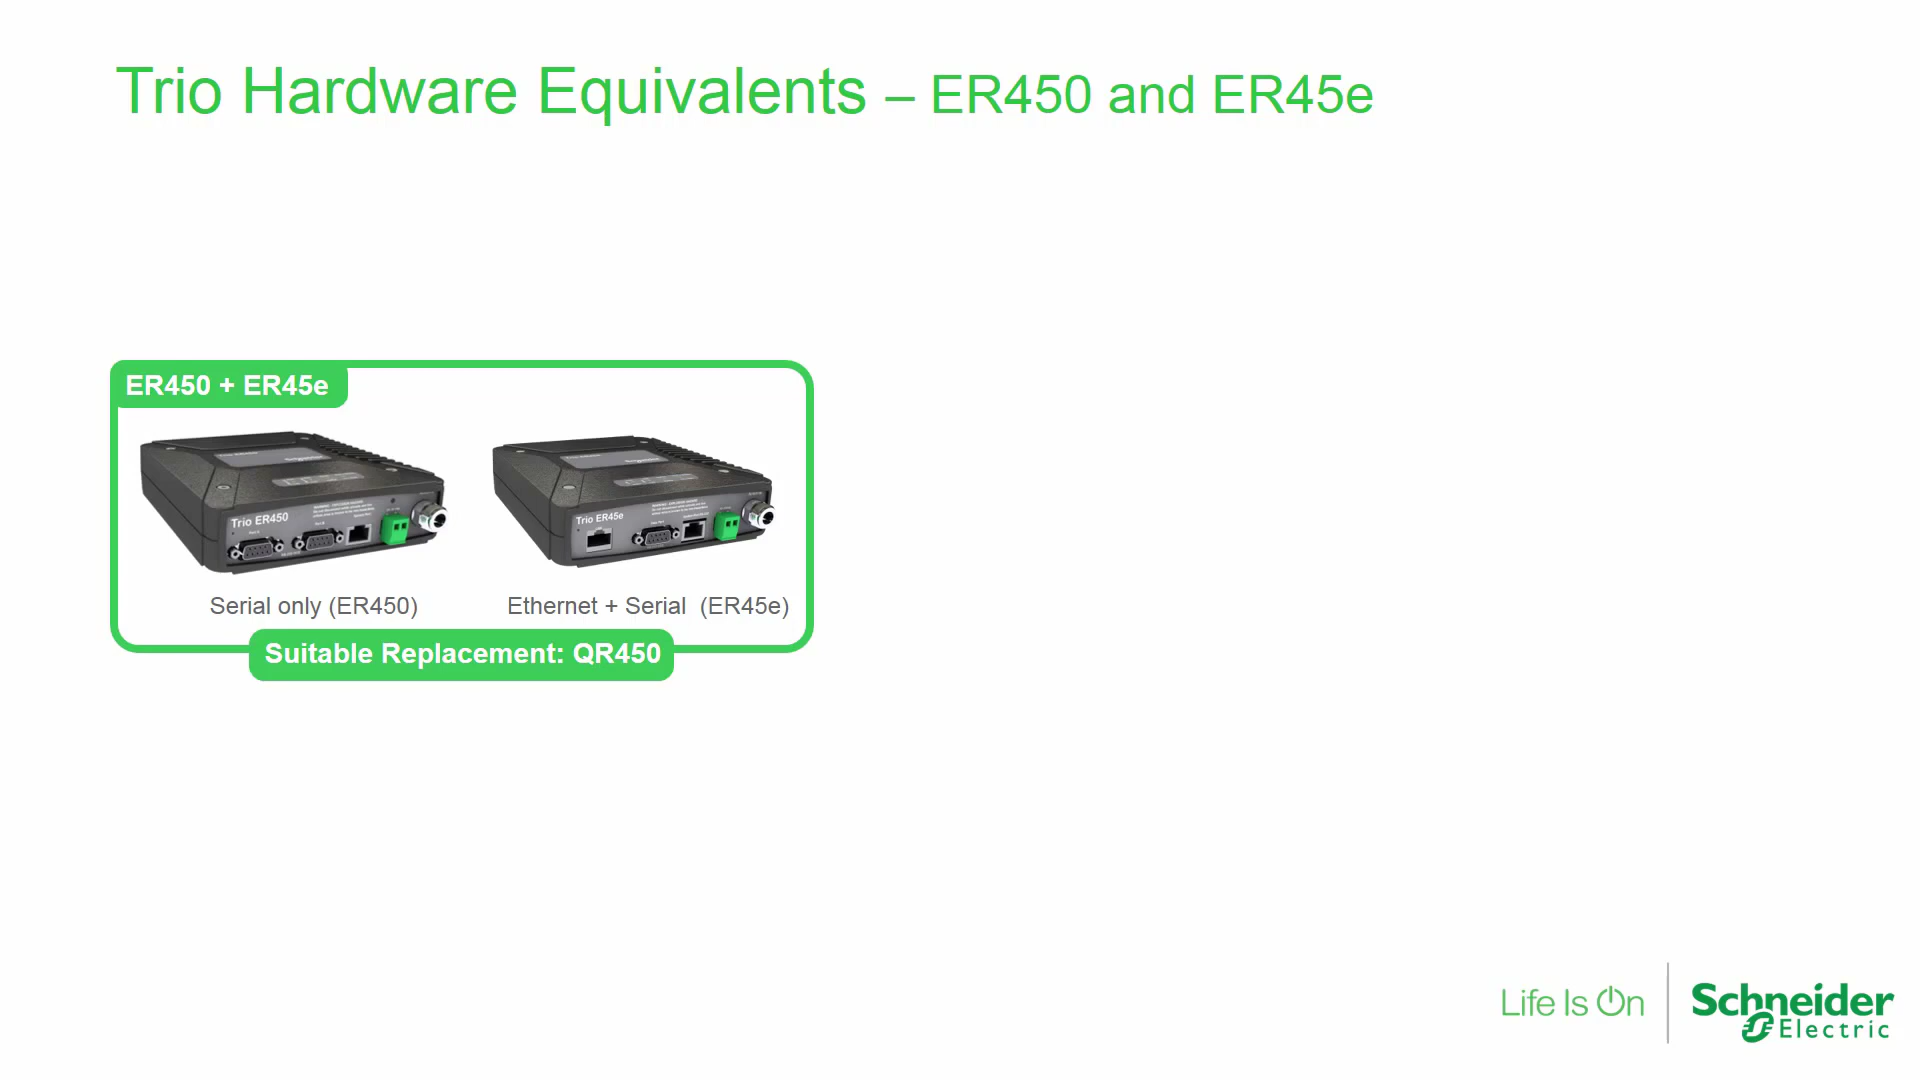 Trio Hardware Equivalents – ER450 and ER45e
ER450 + ER45e
Trio ER450
Trio ER45e
Serial only (ER450)
Ethernet + Serial (ER45e)
Suitable Replacement: QR450
Life Is On
Schneider
Electric